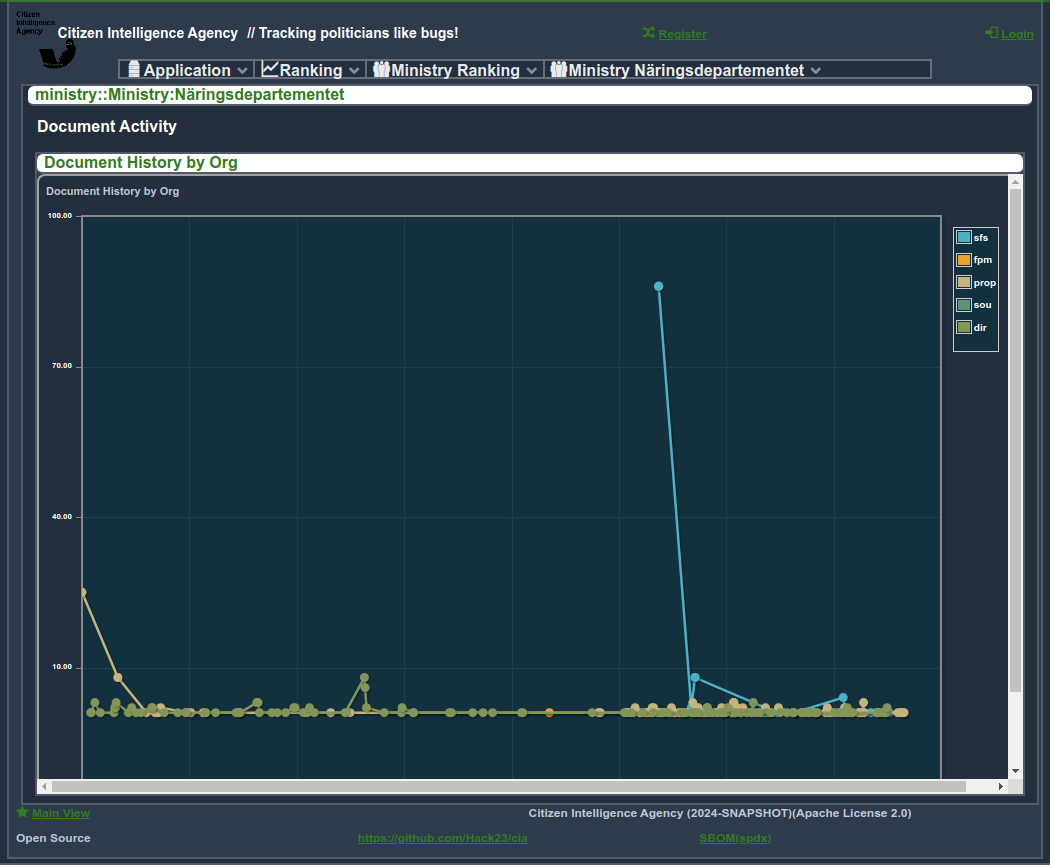 Citizen
Intelligence
Agency
Citizen Intelligence Agency // Tracking politicians like bugs!
Register
Login
Application
Ranking
Ministry Ranking
Ministry Näringsdepartementet
ministry::Ministry:Näringsdepartementet
Document Activity
Document History by Org
Document History by Org
100.00
70.00
40.00
10.00
sfs
fpm
prop
sou
dir
Main View
Citizen Intelligence Agency (2024-SNAPSHOT)(Apache License 2.0)
Open Source
https://github.com/Hack23/cia
SBOM(spdx)